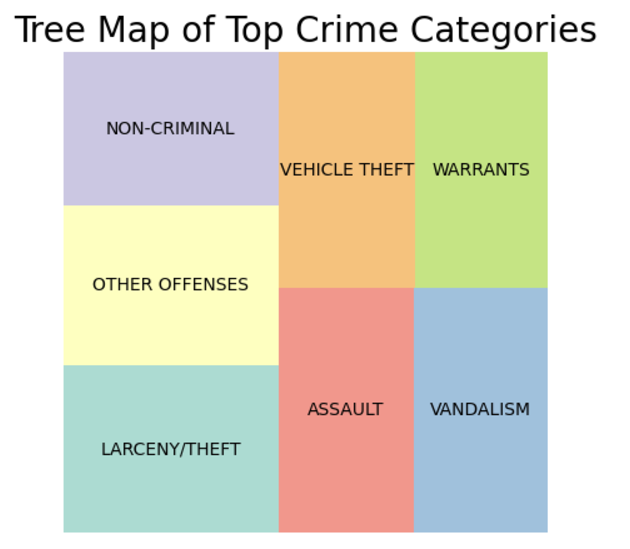 Tree Map of Top Crime Categories
NON-CRIMINAL
VEHICLE THEFT
WARRANTS
OTHER OFFENSES
ASSAULT
VANDALISM
LARCENY/THEFT